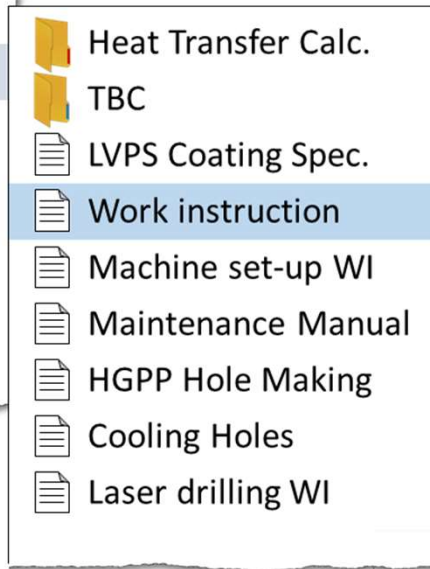 Heat Transfer Calc.
TBC
LVPS Coating Spec.
Work instruction
Machine set-up WI
Maintenance Manual
HGPP Hole Making
Cooling Holes
Laser drilling WI